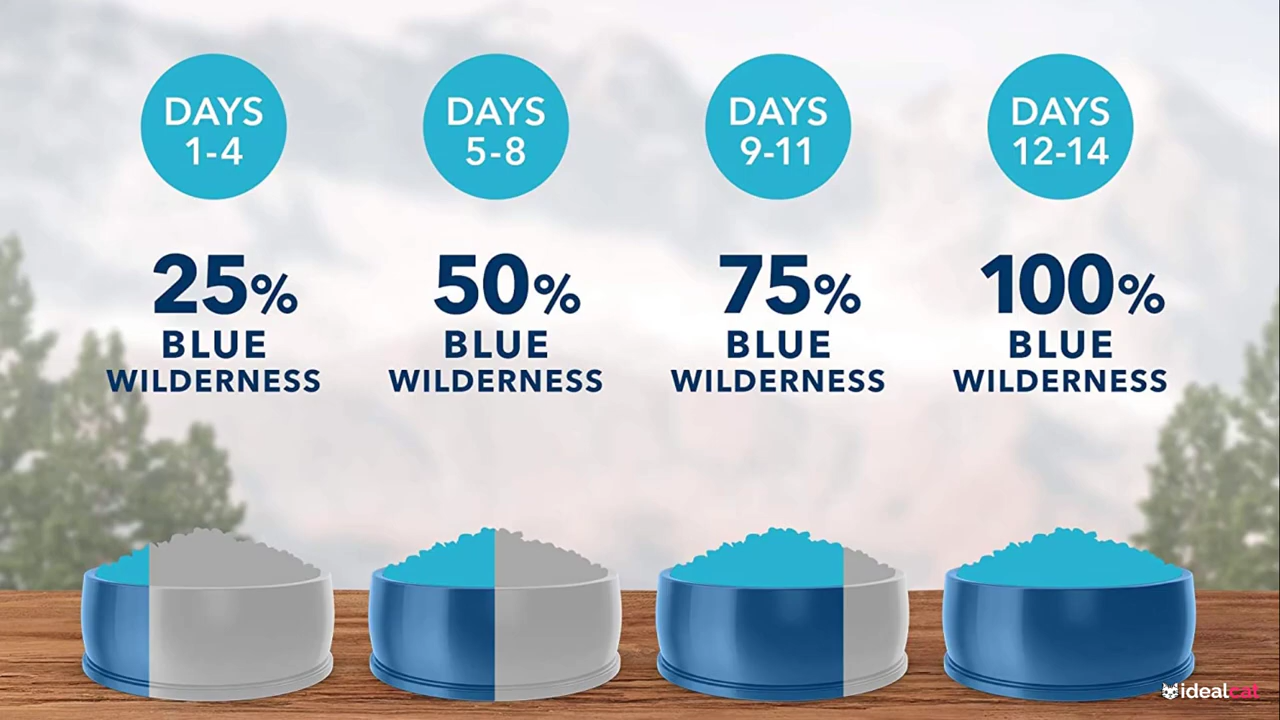 DAYS
1-4
25%
BLUE
WILDERNESS
DAYS
5-8
50%
BLUE
WILDERNESS
DAYS
9-11
75%
BLUE
WILDERNESS
DAYS
12-14
100%
BLUE
WILDERNESS
idealcat